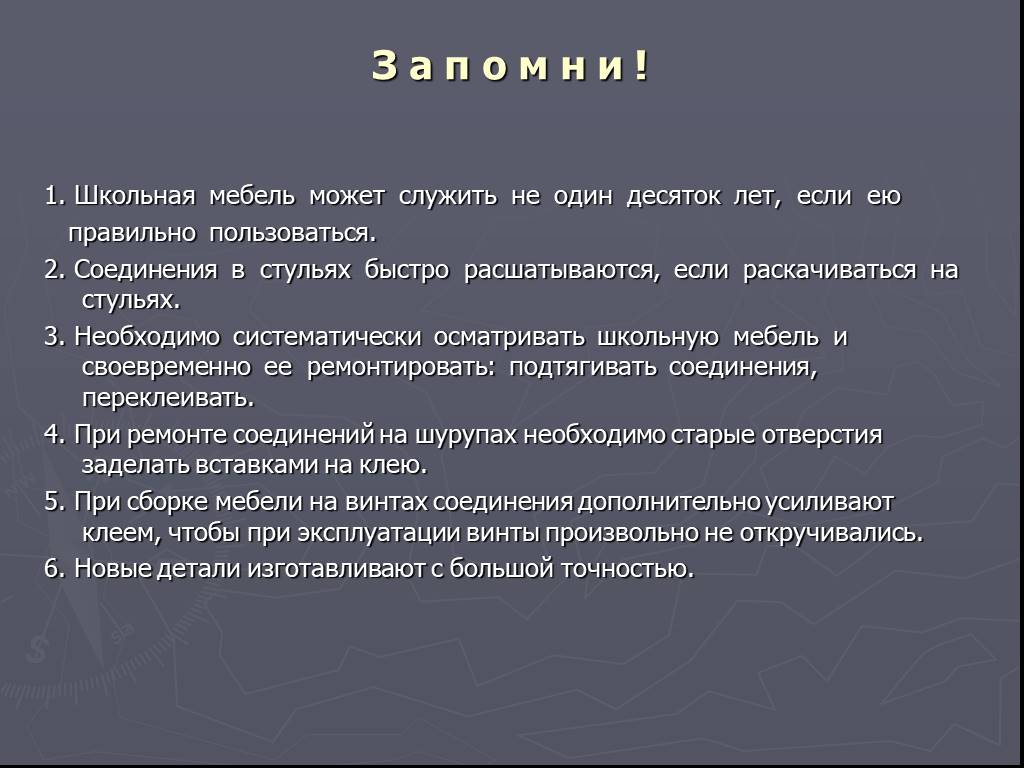 Запомни!
1. Школьная мебель может служить не один десяток лет, если ею
правильно пользоваться.
2. Соединения в стульях быстро расшатываются, если раскачиваться на
стульях.
3. Необходимо систематически осматривать школьную мебель и
своевременно ее ремонтировать: подтягивать соединения,
переклеивать.
4. При ремонте соединений на шурупах необходимо старые отверстия
заделать вставками на клею.
5. При сборке мебели на винтах соединения дополнительно усиливают
клеем, чтобы при эксплуатации винты произвольно не откручивались.
6. Новые детали изготавливают с большой точностью.